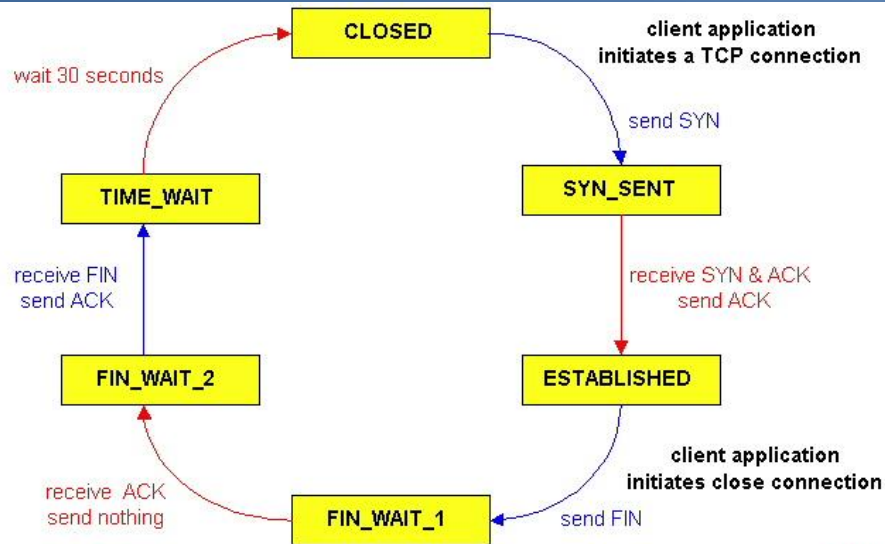 CLOSED
client application
initiates a TCP connection
wait 30 seconds
send SYN
TIME_WAIT
SYN_SENT
receive FIN
send ACK
receive SYN & ACK
send ACK
FIN_WAIT_2
ESTABLISHED
client application
initiates close connection
receive ACK
send nothing
FIN_WAIT_1
send FIN